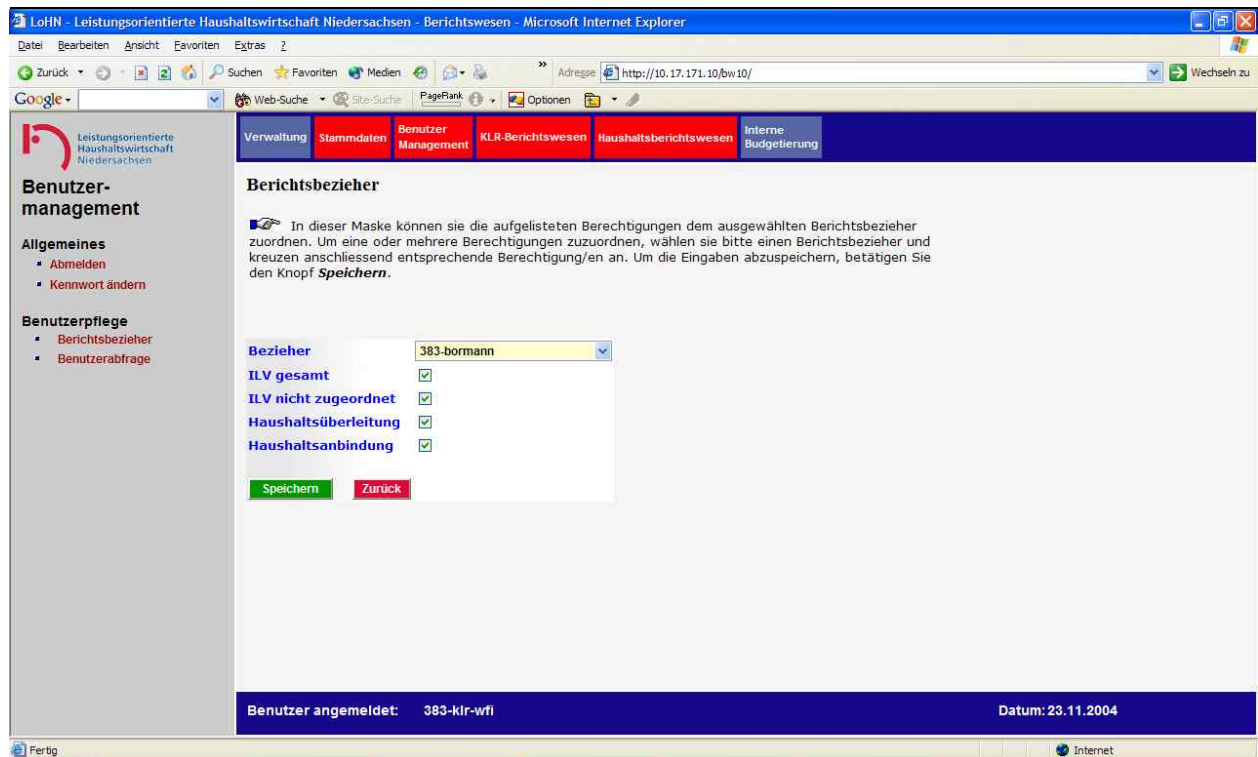 LoHN - Leistungsorientierte Haushaltswirtschaft Niedersachsen - Berichtswesen - Microsoft Internet Explorer
Datei Bearbeiten Ansicht Favoriten Extras ?
Zurück Suchen Favoriten Medien » Adresse http://10.17.171.10/bw10/ Wechseln zu
Google Web-Suche Site-Suche PageRank Optionen
Leistungsorientierte
Haushaltswirtschaft
Niedersachsen
Verwaltung Stammdaten Benutzer Management KLR-Berichtswesen Haushaltsberichtswesen Interne Budgetierung
Benutzer-
management
Allgemeines
Abmelden
Kennwort ändern
Benutzerpflege
Berichtsbezieher
Benutzerabfrage
Berichtsbezieher
In dieser Maske können sie die aufgelisteten Berechtigungen dem ausgewählten Berichtsbezieher
zuordnen. Um eine oder mehrere Berechtigungen zuzuordnen, wählen sie bitte einen Berichtsbezieher und
kreuzen anschliessend entsprechende Berechtigung/en an. Um die Eingaben abzuspeichern, betätigen Sie
den Knopf Speichern.
Bezieher 383-bormann
ILV gesamt
ILV nicht zugeordnet
Haushaltsüberleitung
Haushaltsanbindung
Speichern Zurück
Benutzer angemeldet: 383-klr-wfi Datum: 23.11.2004
Fertig Internet